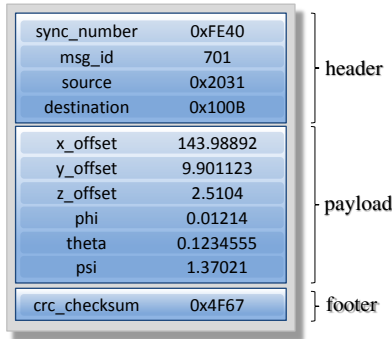 sync_number 0xFE40
msg_id 701
source 0x2031
destination 0x100B
header
x_offset 143.98892
y_offset 9.901123
z_offset 2.5104
phi 0.01214
theta 0.1234555
psi 1.37021
payload
crc_checksum 0x4F67
footer